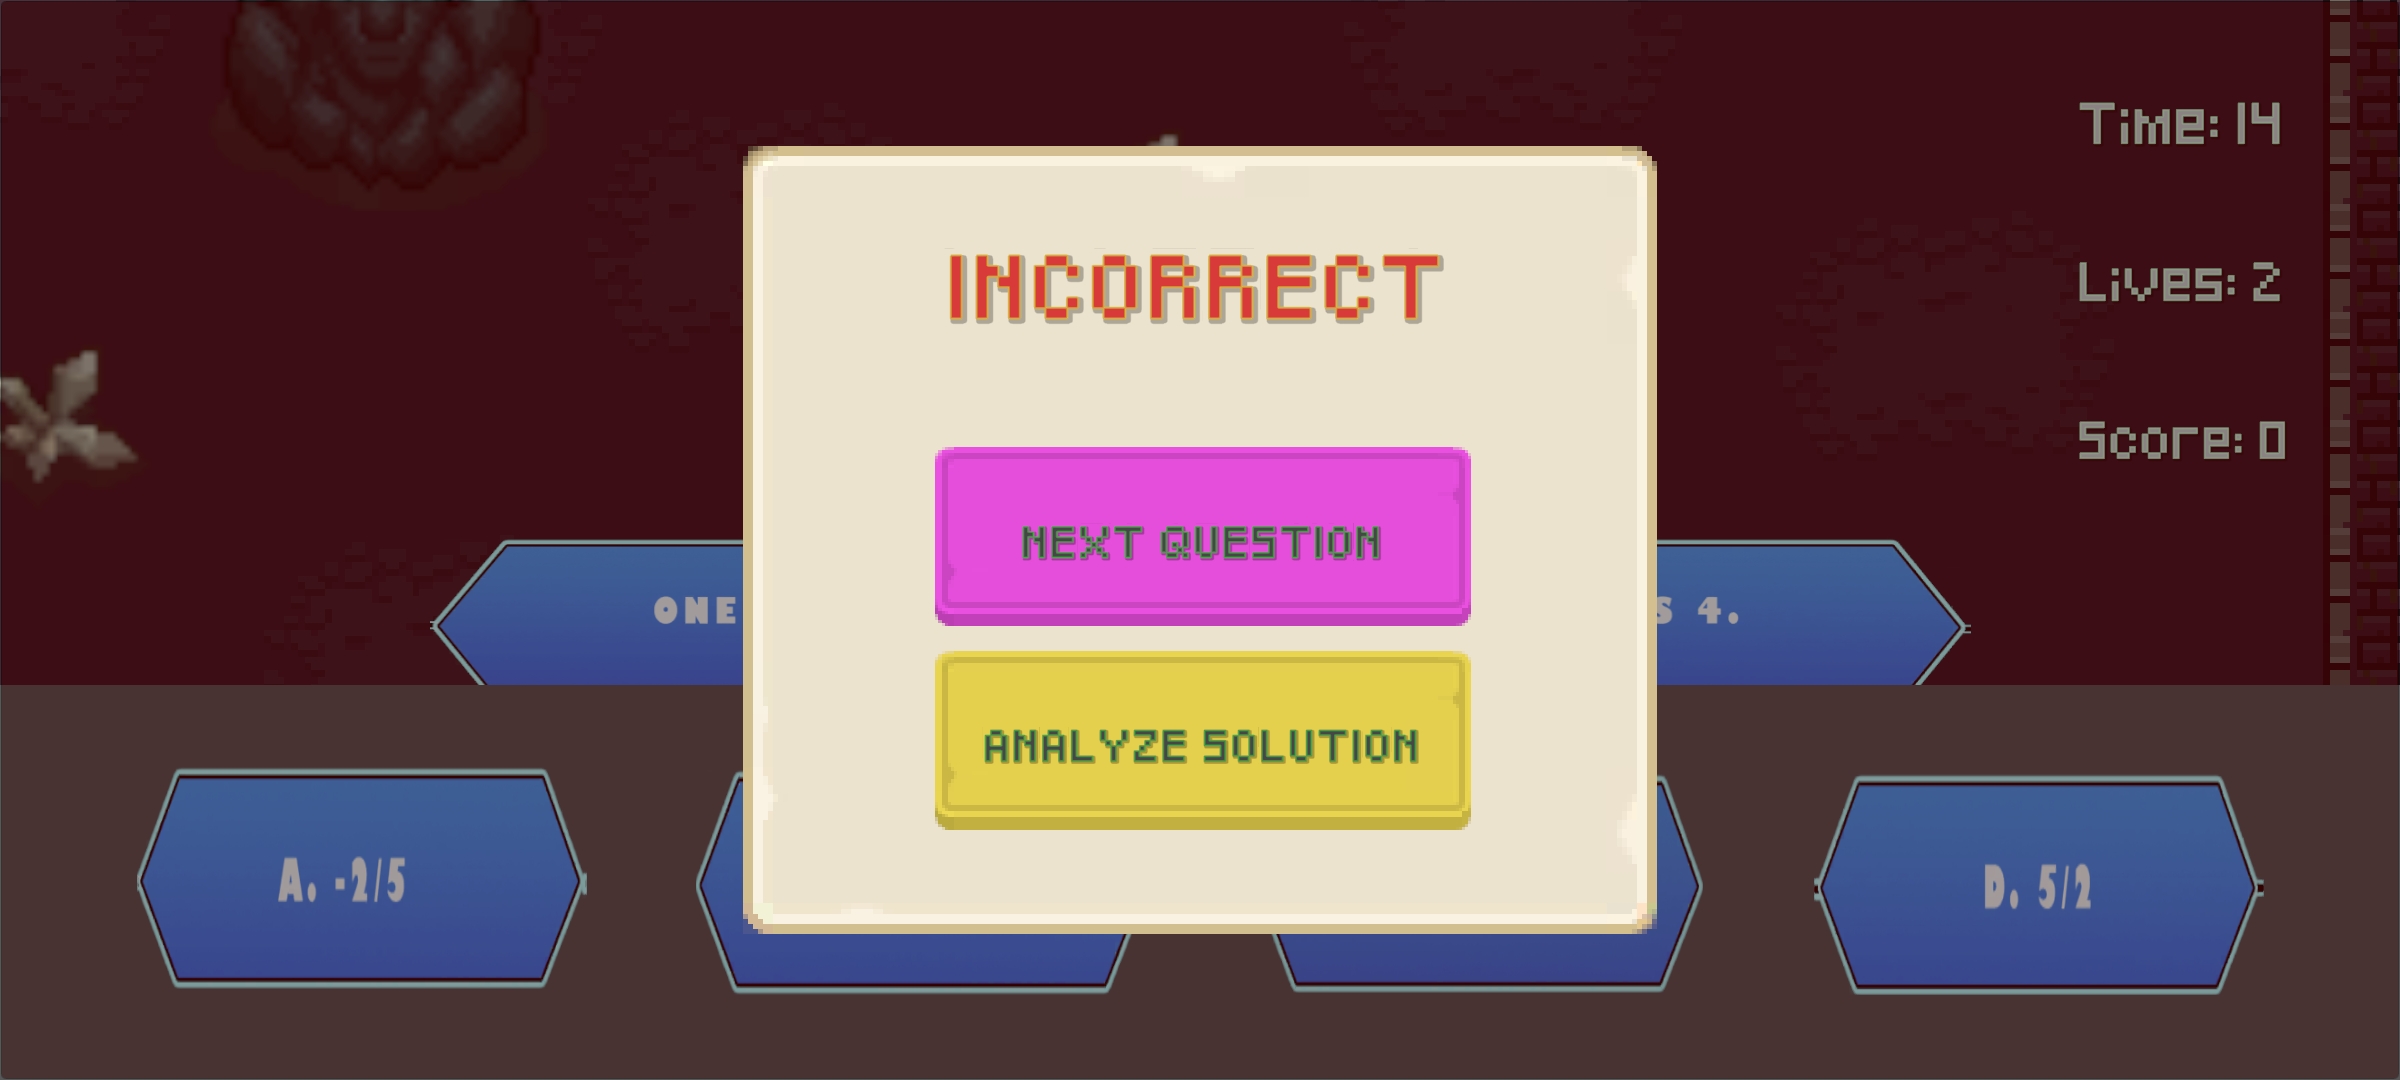 Time: 14
Lives: 2
Score: 0
INCORRECT
NEXT QUESTION
ANALYZE SOLUTION
ONE
S 4.
A. -2/5
D. 5/2